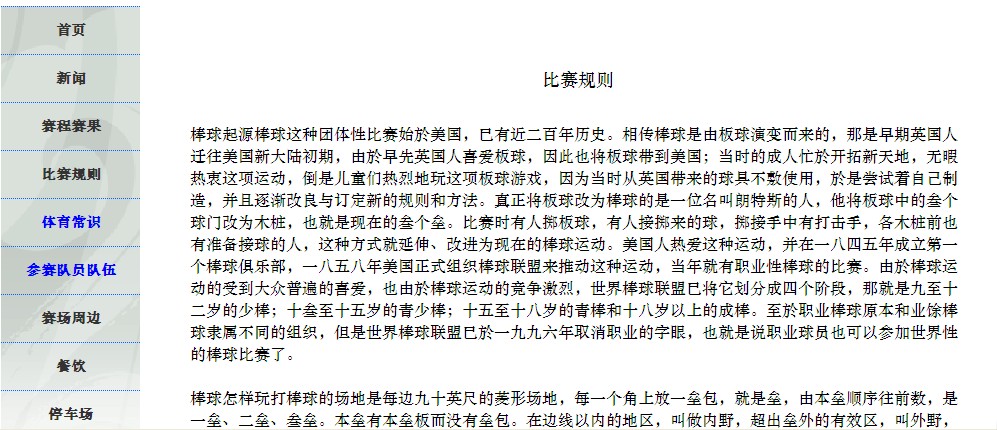 首页
新闻
赛程赛果
比赛规则
体育常识
参赛队员队伍
赛场周边
餐饮
停车场
比赛规则
棒球起源棒球这种团体性比赛始於美国，巳有近二百年历史。相传棒球是由板球演变而来的，那是早期英国人
迁往美国新大陆初期，由於早先英国人喜爱板球，因此也将板球带到美国；当时的成人忙於开拓新天地，无暇
热衷这项运动，倒是儿童们热烈地玩这项板球游戏，因为当时从英国带来的球具不敷使用，於是尝试着自己制
造，并且逐渐改良与订定新的规则和方法。真正将板球改为棒球的是一位名叫朗特斯的人，他将板球中的叁个
球门改为木桩，也就是现在的叁个垒。比赛时有人掷板球，有人接掷来的球，掷接手中有打击手，各木桩前也
有准备接球的人，这种方式就延伸、改进为现在的棒球运动。美国人热爱这种运动，并在一八四五年成立第一
个棒球俱乐部，一八五八年美国正式组织棒球联盟来推动这种运动，当年就有职业性棒球的比赛。由於棒球运
动的受到大众普遍的喜爱，也由於棒球运动的竞争激烈，世界棒球联盟巳将它划分成四个阶段，那就是九至十
二岁的少棒；十叁至十五岁的青少棒；十五至十八岁的青棒和十八岁以上的成棒。至於职业棒球原本和业馀棒
球隶属不同的组织，但是世界棒球联盟巳於一九九六年取消职业的字眼，也就是说职业球员也可以参加世界性
的棒球比赛了。
棒球怎样玩打棒球的场地是每边九十英尺的菱形场地，每一个角上放一垒包，就是垒，由本垒顺序往前数，是
一垒、二垒、叁垒。本垒有本垒板而没有垒包。在边线以内的地区，叫做内野，超出垒外的有效区，叫外野，